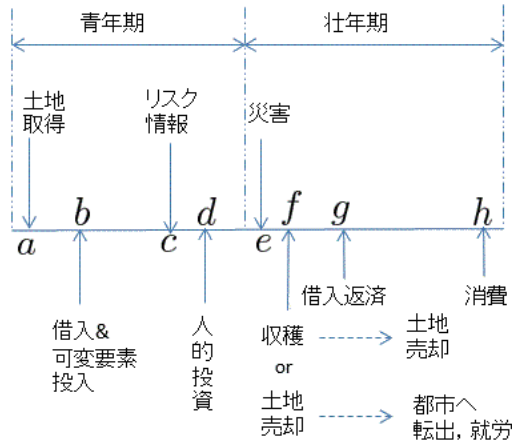 青年期
壮年期
土地
取得
リスク
情報
災害
a
b
c
d
e
f
g
h
借入&
可変要素
投入
人的投資
収穫
or
土地
売却
借入返済
土地
売却
都市へ
転出, 就労
消費